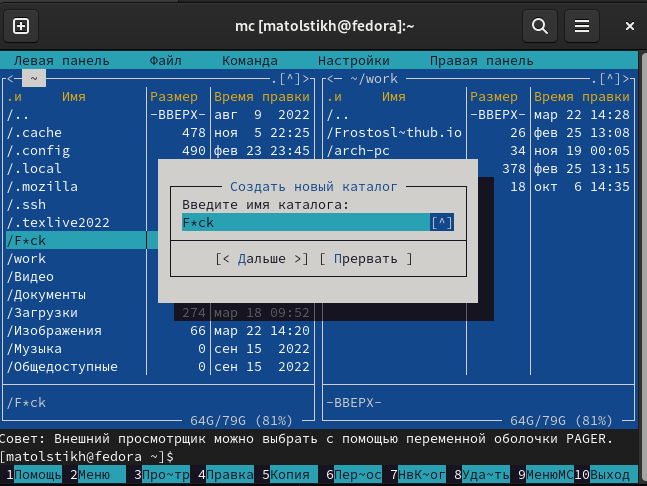 mc [matolstikh@fedora]:~
Левая панель Файл Команда Настройки Правая панель
<─ ~ .[^]> <─ ~/work .[^]>
.и Имя Размер Время правки .и Имя Размер Время правки
/.. -ВВЕРХ- авг 9 2022 /.. -ВВЕРХ- мар 22 14:28
/.cache 478 ноя 5 22:25 /Frostosl~thub.io 26 фев 25 13:08
/.config 490 фев 23 23:45 /arch-pc 34 ноя 19 00:05
/.local 378 фев 25 13:15
/.mozilla Создать новый каталог 18 окт 6 14:35
/.ssh Введите имя каталога:
/.texlive2022 F*ck [^]
/F*ck
/work [< Дальше >] [ Прервать ]
/Видео
/Документы
/Загрузки 274 мар 18 09:52
/Изображения 66 мар 22 14:20
/Музыка 0 сен 15 2022
/Общедоступные 0 сен 15 2022
/F*ck -ВВЕРХ-
64G/79G (81%) 64G/79G (81%)
Совет: Внешний просмотрщик можно выбрать с помощью переменной оболочки PAGER.
[matolstikh@fedora ~]$
1Помощь 2Меню 3Про~тр 4Правка 5Копия 6Пер~ос 7НвК~ог 8Уда~ть 9МенюMC 10Выход